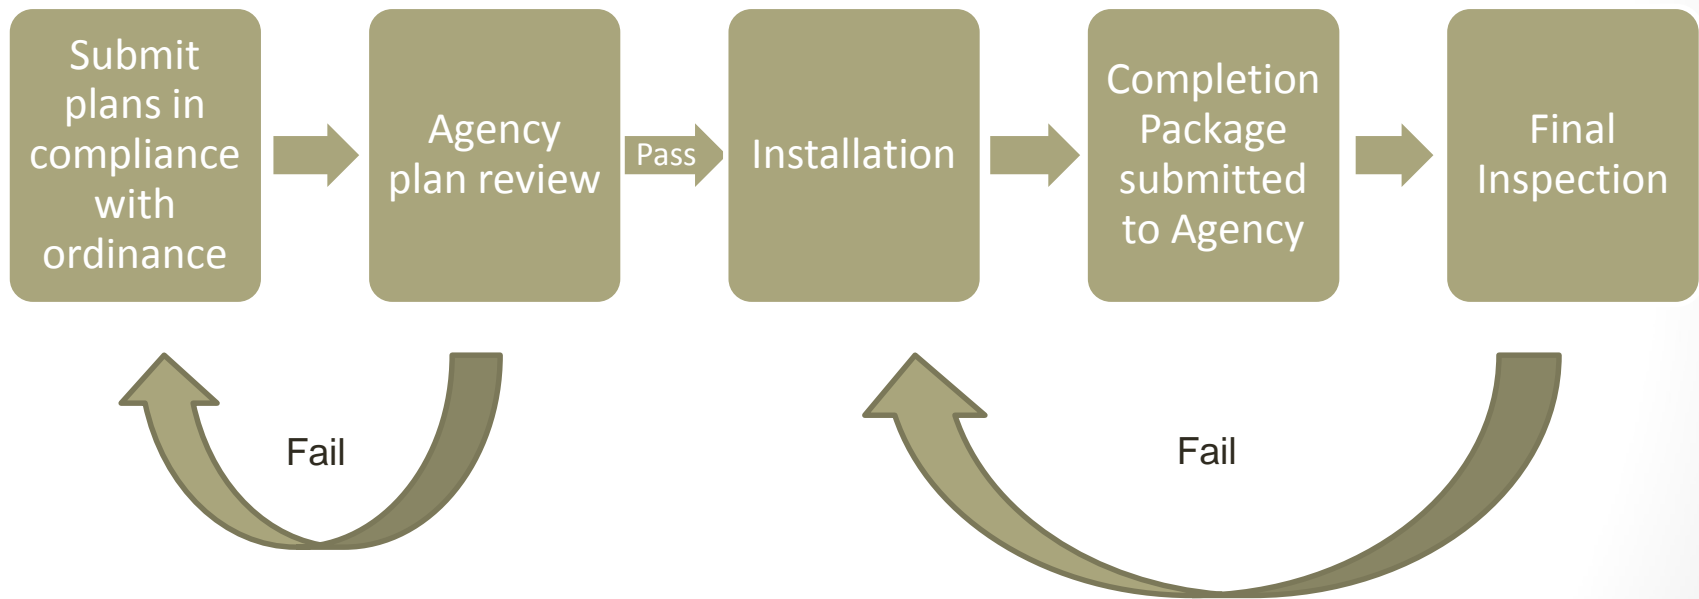 Submit
plans in
compliance
with
ordinance
Agency
plan review
Pass
Installation
Completion
Package
submitted
to Agency
Final
Inspection
Fail
Fail